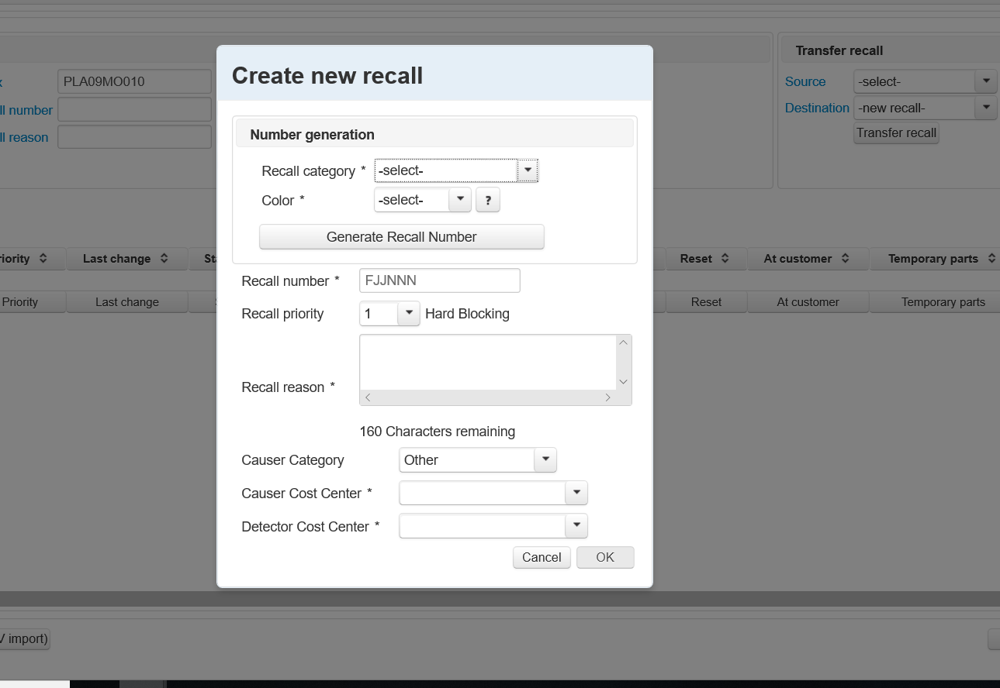 Create new recall
Transfer recall
PLA09MO010
Source -select-
ll number
Destination -new recall-
ll reason
Transfer recall
Number generation
Recall category * -select-
Color * -select- ?
Generate Recall Number
riority Last change Reset At customer Temporary parts
Priority Last change Reset At customer Temporary parts
Recall number * FJJNNN
Recall priority 1 Hard Blocking
Recall reason *
160 Characters remaining
Causer Category Other
Causer Cost Center *
Detector Cost Center *
Cancel OK
V import)